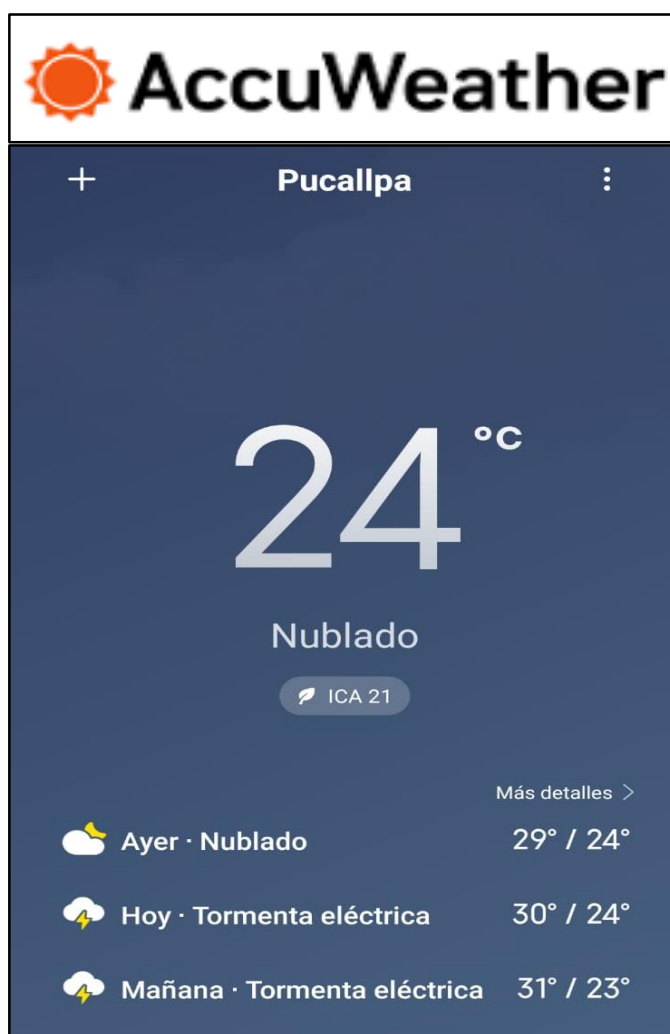 AccuWeather
Pucallpa
24 °C
Nublado
ICA 21
Más detalles >
Ayer · Nublado 29° / 24°
Hoy · Tormenta eléctrica 30° / 24°
Mañana · Tormenta eléctrica 31° / 23°